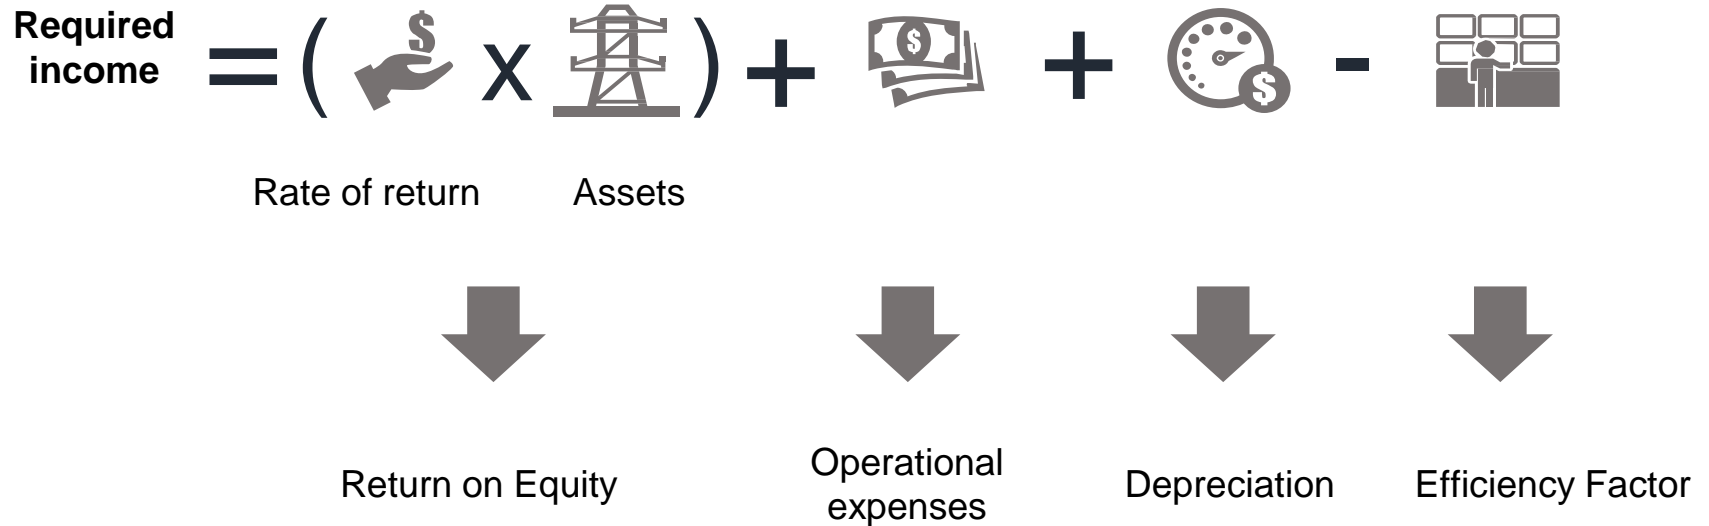 Required
income
= ( $ x ) + $ + $ -
Rate of return Assets
Return on Equity
Operational
expenses
Depreciation
Efficiency Factor